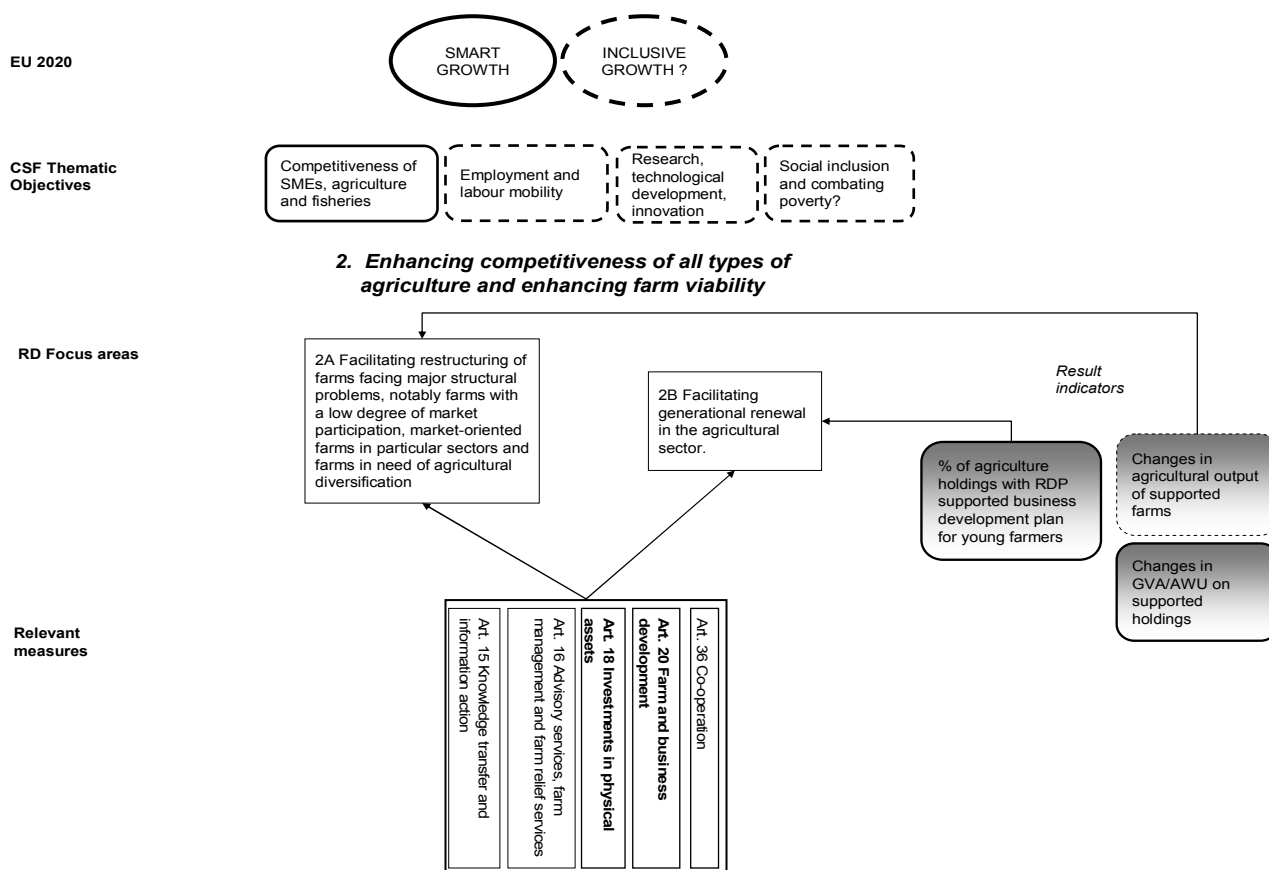 EU 2020
SMART
GROWTH
INCLUSIVE
GROWTH ?
CSF Thematic
Objectives
Competitiveness of
SMEs, agriculture
and fisheries
Employment and
labour mobility
Research,
technological
development,
innovation
Social inclusion
and combating
poverty?
2. Enhancing competitiveness of all types of
agriculture and enhancing farm viability
RD Focus areas
2A Facilitating restructuring of
farms facing major structural
problems, notably farms with
a low degree of market
participation, market-oriented
farms in particular sectors and
farms in need of agricultural
diversification
2B Facilitating
generational renewal
in the agricultural
sector.
Result
indicators
% of agriculture
holdings with RDP
supported business
development plan
for young farmers
Changes in
agricultural output
of supported
farms
Changes in
GVA/AWU on
supported
holdings
Relevant
measures
Art. 15 Knowledge transfer and
information action
Art. 16 Advisory services, farm
management and farm relief services
Art. 18 Investments in physical
assets
Art. 20 Farm and business
development
Art. 36 Co-operation